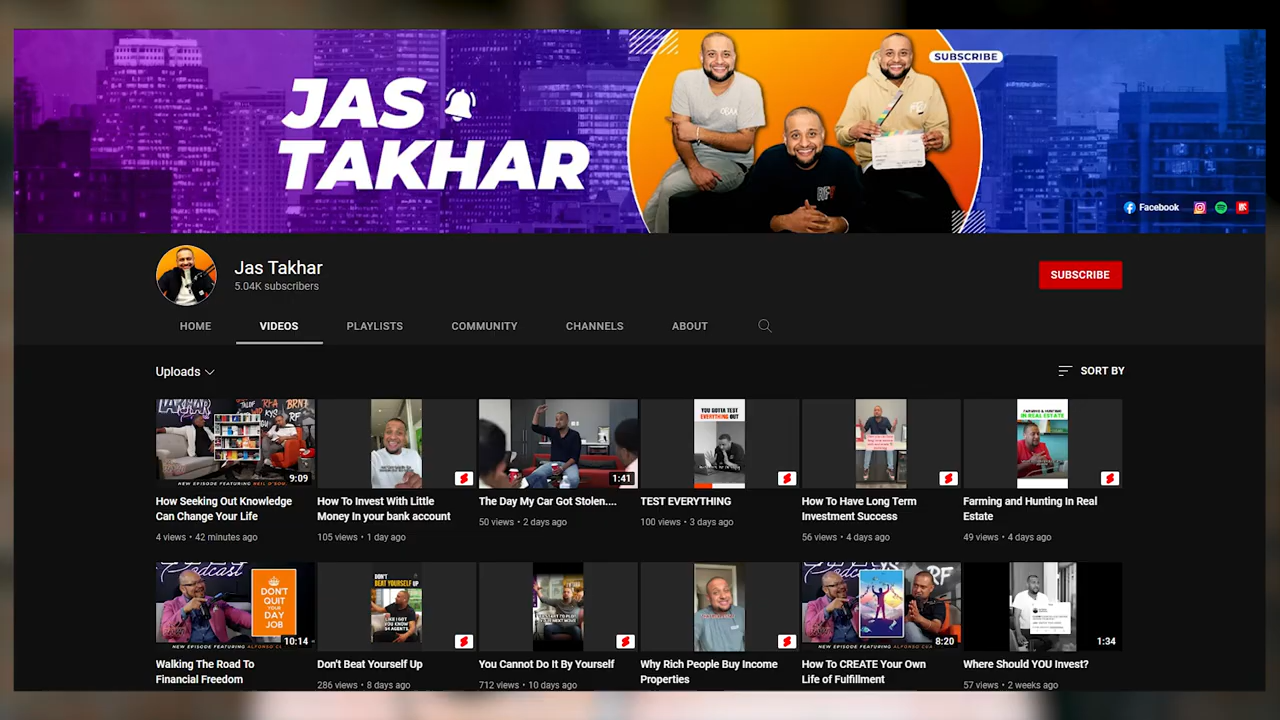 JAS
TAKHAR
SUBSCRIBE
Facebook
Jas Takhar
5.04K subscribers
SUBSCRIBE
HOME
VIDEOS
PLAYLISTS
COMMUNITY
CHANNELS
ABOUT
Uploads
SORT BY
9:09
1:41
YOU GOTTA TEST
EVERYTHING OUT
FARMING & HUNTING
IN REAL ESTATE
How Seeking Out Knowledge
Can Change Your Life
4 views • 42 minutes ago
How To Invest With Little
Money In your bank account
105 views • 1 day ago
The Day My Car Got Stolen....
50 views • 2 days ago
TEST EVERYTHING
100 views • 3 days ago
How To Have Long Term
Investment Success
56 views • 4 days ago
Farming and Hunting In Real
Estate
49 views • 4 days ago
Podcast
DON'T
QUIT
YOUR
DAY
JOB
10:14
DON'T
BEAT YOURSELF UP
RF
8:20
1:34
Walking The Road To
Financial Freedom
Don't Beat Yourself Up
286 views • 8 days ago
You Cannot Do It By Yourself
712 views • 10 days ago
Why Rich People Buy Income
Properties
How To CREATE Your Own
Life of Fulfillment
Where Should YOU Invest?
57 views • 2 weeks ago